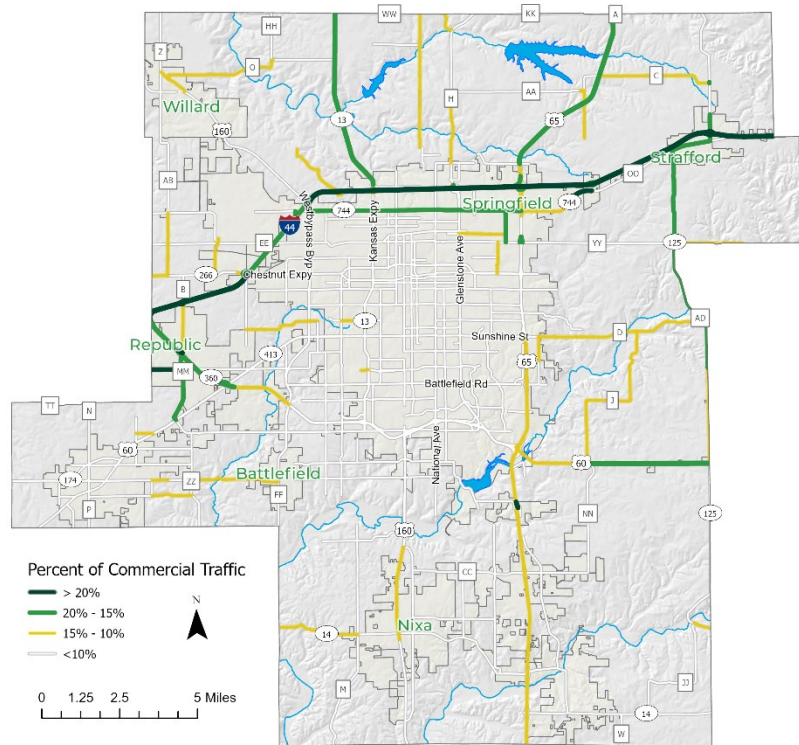 WW
KK
A
HH
Z
O
C
H
AA
Willard
13
65
160
Strafford
OO
AB
Westbypass Byp
Kansas Expy
744
Springfield
744
44
EE
Glenstone Ave
YY
125
266
Chestnut Expy
B
13
AD
Republic
Sunshine St
D
413
65
MM
360
Battlefield Rd
TT
N
J
60
National Ave
174
Battlefield
60
ZZ
FF
P
NN
125
160
Percent of Commercial Traffic
> 20%
20% - 15%
15% - 10%
<10%
N
CC
Nixa
14
0 1.25 2.5 5 Miles
M
JJ
14
W